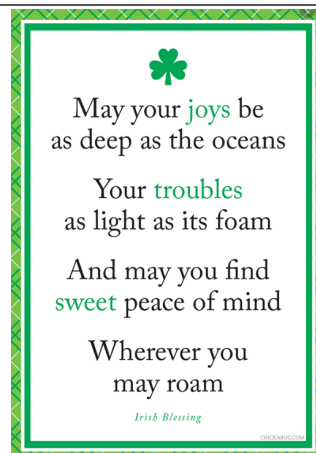 May your joys be
as deep as the oceans
Your troubles
as light as its foam
And may you find
sweet peace of mind
Wherever you
may roam
Irish Blessing
CHICKABUG.COM